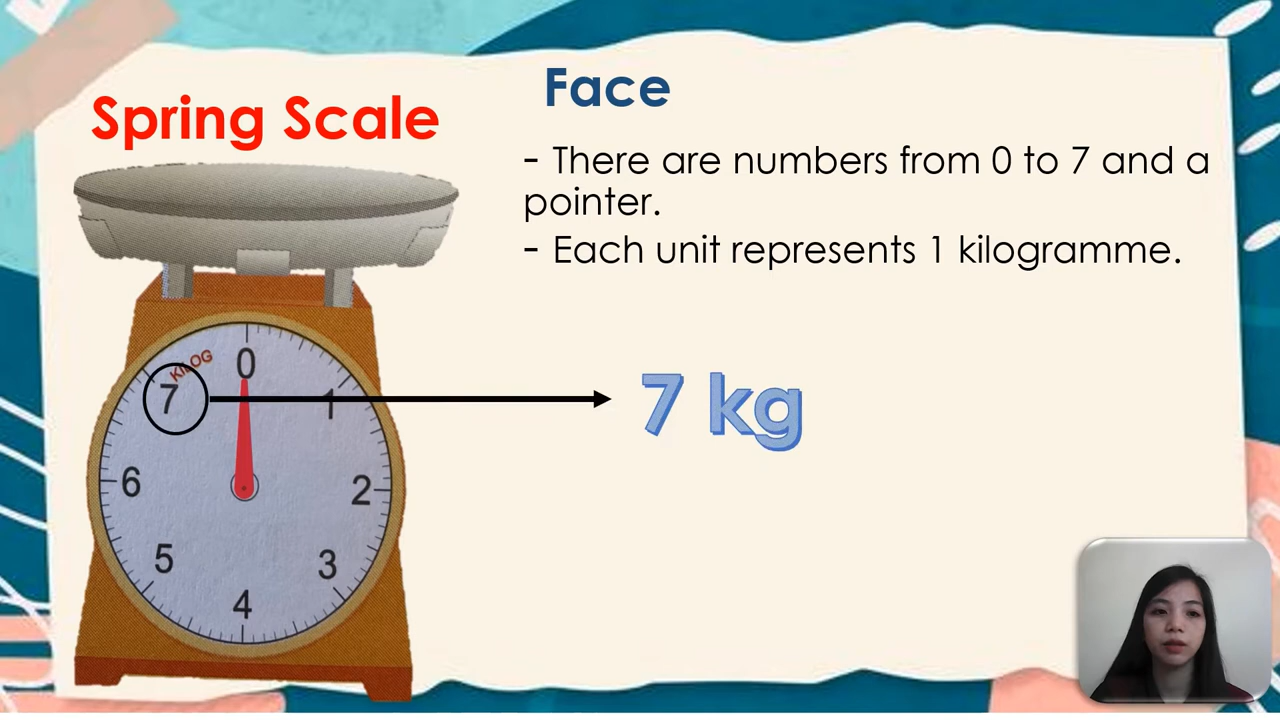 Spring Scale
Face
- There are numbers from 0 to 7 and a
pointer.
- Each unit represents 1 kilogramme.
KILOG
0
7
1
7 kg
6
2
5
3
4